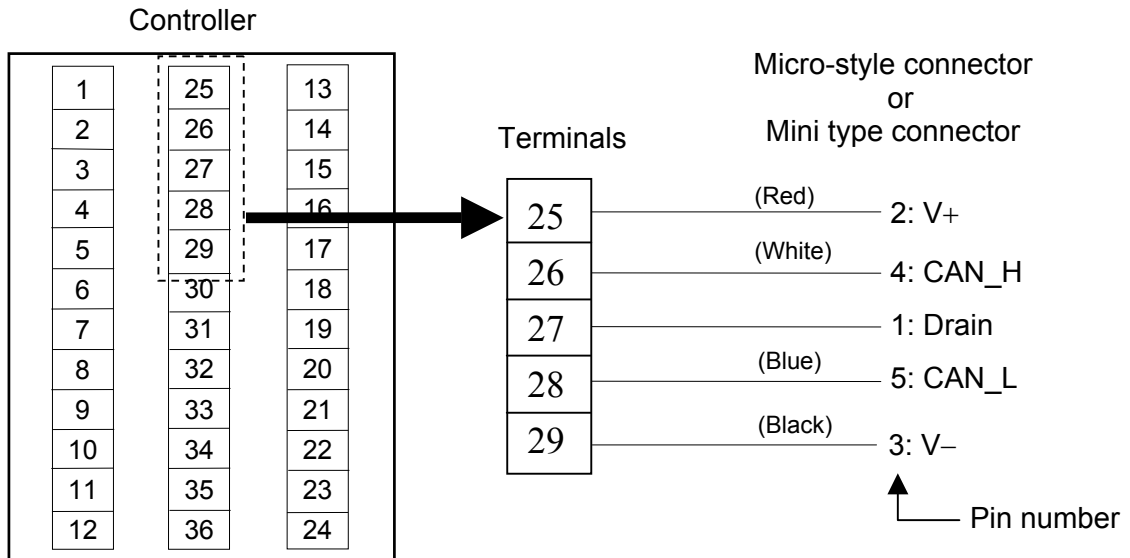 Controller
1 25 13
2 26 14
3 27 15
4 28 16
5 29 17
6 30 18
7 31 19
8 32 20
9 33 21
10 34 22
11 35 23
12 36 24
Terminals
Micro-style connector
or
Mini type connector
25 (Red) 2: V+
26 (White) 4: CAN_H
27 1: Drain
28 (Blue) 5: CAN_L
29 (Black) 3: V−
Pin number